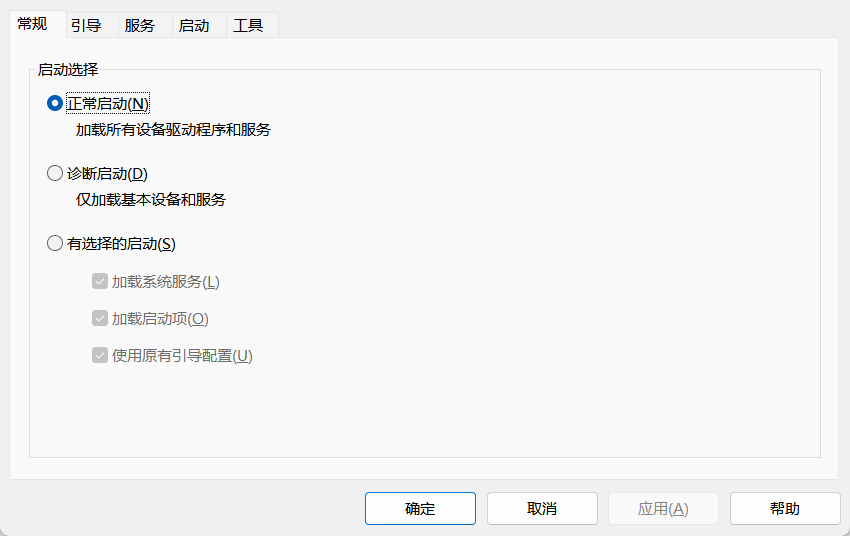 常规 引导 服务 启动 工具
启动选择
正常启动(N)
加载所有设备驱动程序和服务
诊断启动(D)
仅加载基本设备和服务
有选择的启动(S)
加载系统服务(L)
加载启动项(O)
使用原有引导配置(U)
确定 取消 应用(A) 帮助